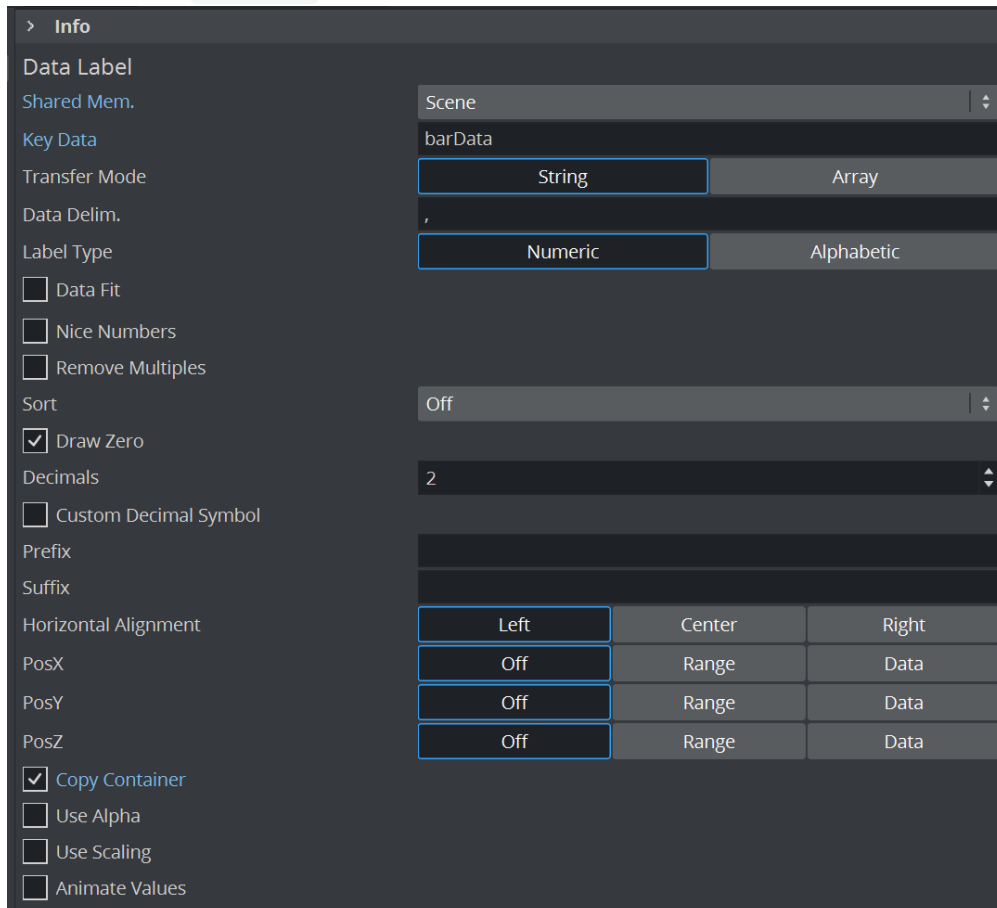 Info
Data Label
Shared Mem. Scene
Key Data barData
Transfer Mode String Array
Data Delim. ,
Label Type Numeric Alphabetic
Data Fit
Nice Numbers
Remove Multiples
Sort Off
Draw Zero
Decimals 2
Custom Decimal Symbol
Prefix
Suffix
Horizontal Alignment Left Center Right
PosX Off Range Data
PosY Off Range Data
PosZ Off Range Data
Copy Container
Use Alpha
Use Scaling
Animate Values